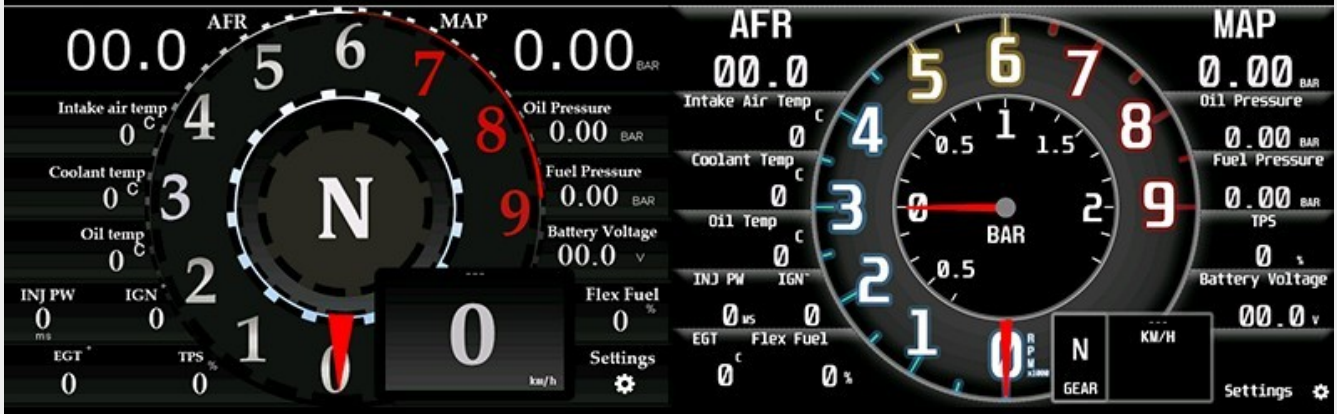 AFR
MAP
00.0
0.00 BAR
Intake air temp
0 C
Coolant temp
0 C
Oil temp
0 C
INJ PW IGN°
0 0
ms
EGT ° TPS %
0 0
0 1 2 3 4 5 6 7 8 9
N
Oil Pressure
0.00 BAR
Fuel Pressure
0.00 BAR
Battery Voltage
00.0 V
Flex Fuel
0 %
Settings
---
0
km/h
AFR
MAP
00.0
0.00 BAR
Intake Air Temp
0 C
Coolant Temp
0 C
Oil Temp
0 C
INJ PW IGN°
0 MS 0
EGT Flex Fuel
0 C 0 %
0 1 2 3 4 5 6 7 8 9
RPM
x1000
0.5 0 0.5 1 1.5 2
BAR
Oil Pressure
0.00 BAR
Fuel Pressure
0.00 BAR
TPS
0 %
Battery Voltage
00.0 V
N
GEAR
---
KM/H
Settings